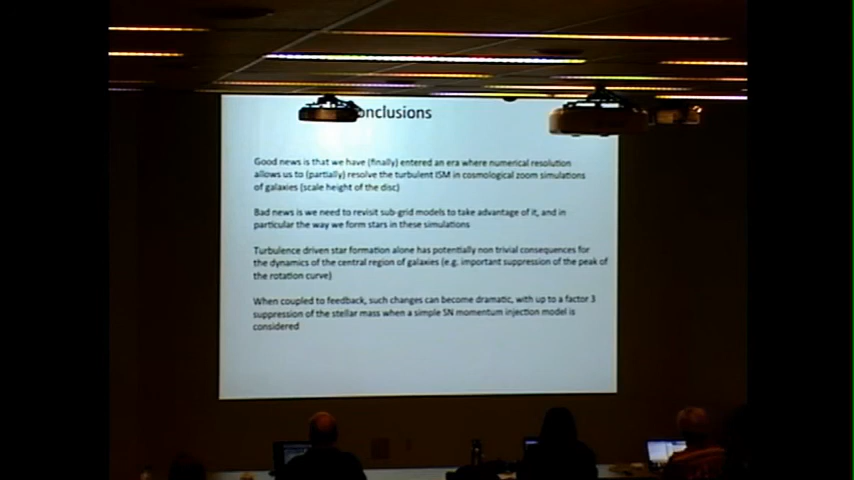 onclusions
Good news is that we have (finally) entered an era where numerical resolution
allows us to (partially) resolve the turbulent ISM in cosmological zoom simulations
of galaxies (scale height of the disc)
Bad news is we need to revisit sub-grid models to take advantage of it, and in
particular the way we form stars in these simulations
Turbulence driven star formation alone has potentially non trivial consequences for
the dynamics of the central region of galaxies (e.g. important suppression of the peak of
the rotation curve)
When coupled to feedback, such changes can become dramatic, with up to a factor 3
suppression of the stellar mass when a simple SN momentum injection model is
considered